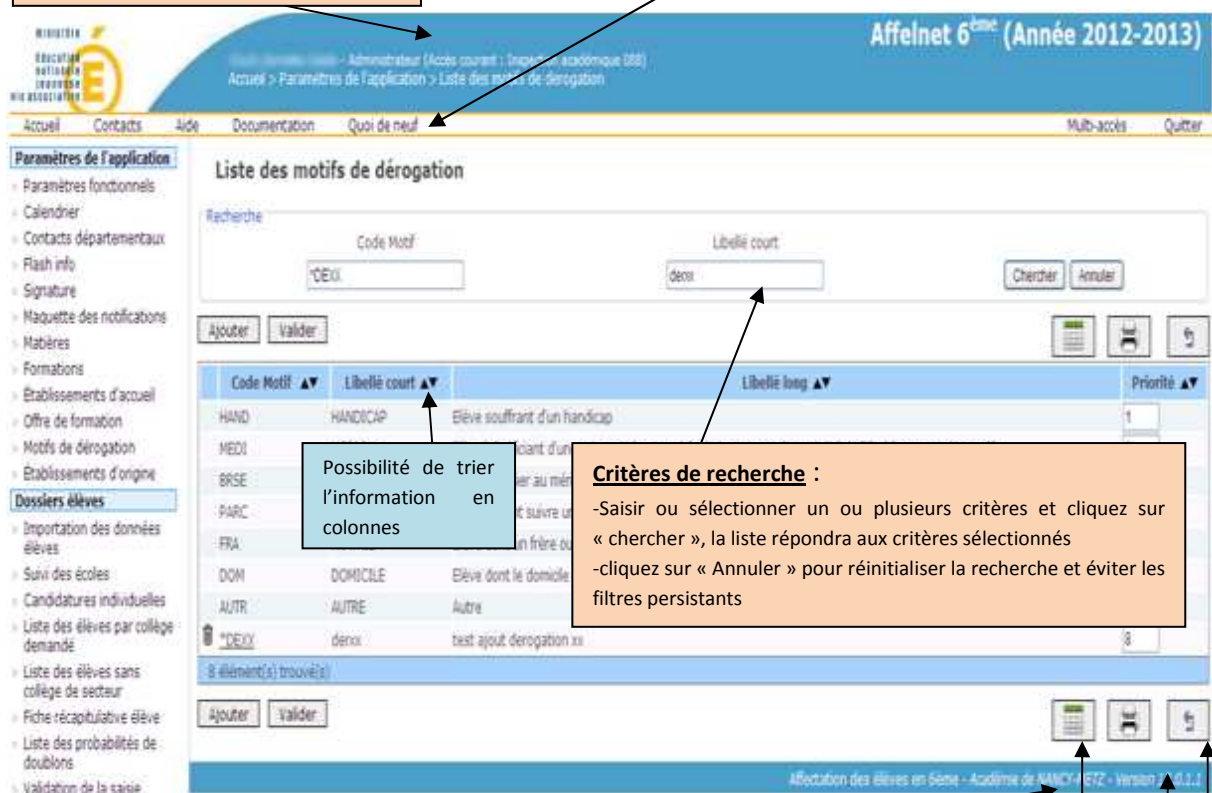 Affelnet 6ème (Année 2012-2013)
- Administrateur (Accès courant : Inspection académique 088)
Accueil > Paramètres de l'application > Liste des motifs de dérogation
MINISTÈRE
ÉDUCATION
NATIONALE
JEUNESSE
VIE ASSOCIATIVE
Accueil Contacts Aide Documentation Quoi de neuf Multi-accès Quitter
Paramètres de l'application
Paramètres fonctionnels
Calendrier
Contacts départementaux
Flash info
Signature
Maquette des notifications
Matières
Formations
Établissements d'accueil
Offre de formation
Motifs de dérogation
Établissements d'origine
Dossiers élèves
Importation des données
élèves
Suivi des écoles
Candidatures individuelles
Liste des élèves par collège
demandé
Liste des élèves sans
collège de secteur
Fiche récapitulative élève
Liste des probabilités de
doublons
Validation de la saisie
Liste des motifs de dérogation
Recherche
Code Motif Libellé court
*DEXX derxx Chercher Annuler
Ajouter Valider
Code Motif ▲▼ Libellé court ▲▼ Libellé long ▲▼ Priorité ▲▼
HAND HANDICAP Elève souffrant d'un handicap 1
MEDI
BRSE
PARC
FRA
DOM DOMICILE Elève dont le domicile
AUTR AUTRE Autre
*DEXX derxx test ajout derogation xx 8
8 élément(s) trouvé(s)
Ajouter Valider
Possibilité de trier
l'information en
colonnes
Critères de recherche :
-Saisir ou sélectionner un ou plusieurs critères et cliquez sur
« chercher », la liste répondra aux critères sélectionnés
-cliquez sur « Annuler » pour réinitialiser la recherche et éviter les
filtres persistants
Affectation des élèves en 6ème - Académie de NANCY-METZ - Version